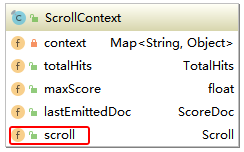 ScrollContext
context Map<String, Object>
totalHits TotalHits
maxScore float
lastEmittedDoc ScoreDoc
scroll Scroll